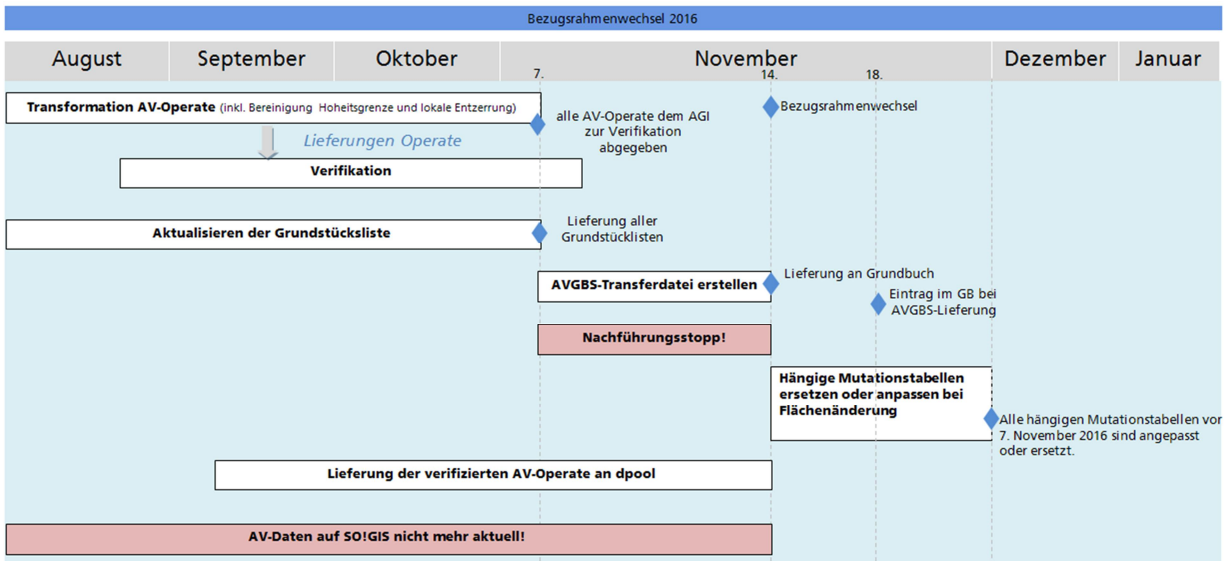 Bezugsrahmenwechsel 2016
August
September
Oktober
November
Dezember
Januar
7.
14.
18.
Transformation AV-Operate (inkl. Bereinigung Hoheitsgrenze und lokale Entzerrung)
alle AV-Operate dem AGI
zur Verifikation
abgegeben
Bezugsrahmenwechsel
Lieferungen Operate
Verifikation
Aktualisieren der Grundstücksliste
Lieferung aller
Grundstücklisten
AVGBS-Transferdatei erstellen
Lieferung an Grundbuch
Eintrag im GB bei
AVGBS-Lieferung
Nachführungsstopp!
Hängige Mutationstabellen
ersetzen oder anpassen bei
Flächenänderung
Alle hängigen Mutationstabellen vor
7. November 2016 sind angepasst
oder ersetzt.
Lieferung der verifizierten AV-Operate an dpool
AV-Daten auf SO!GIS nicht mehr aktuell!